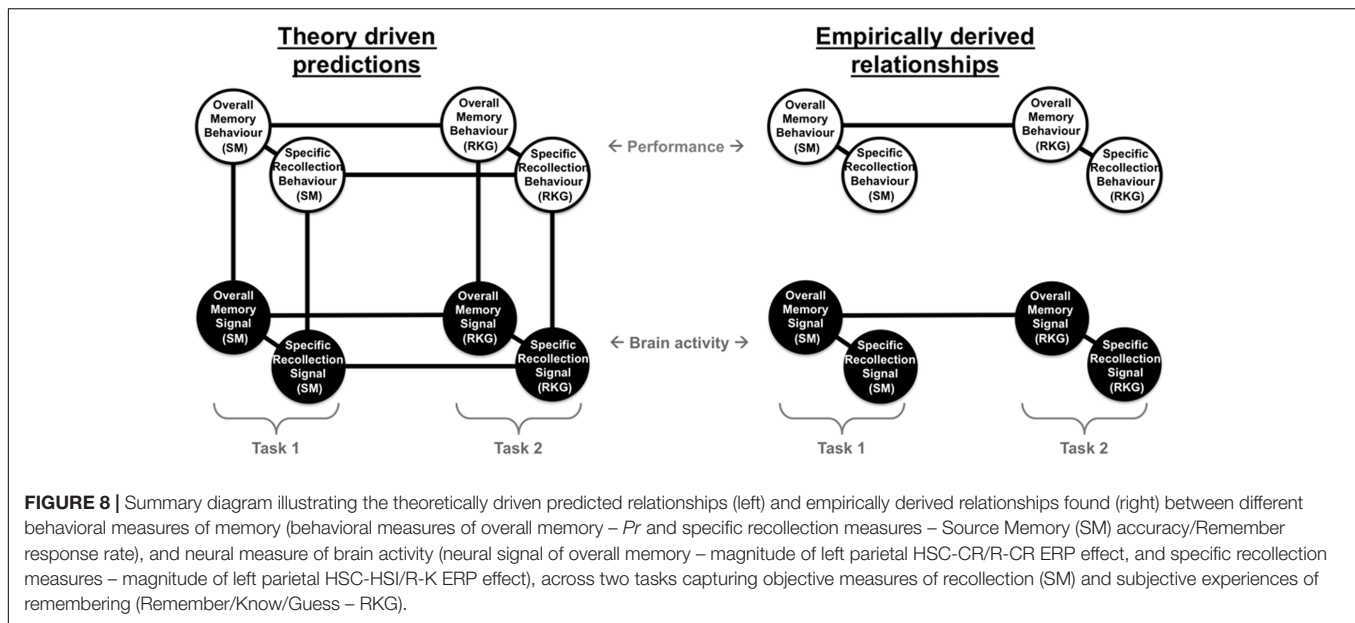 Theory driven
predictions
Empirically derived
relationships
Overall
Memory
Behaviour
(SM)
Specific
Recollection
Behaviour
(SM)
Overall
Memory
Behaviour
(RKG)
Specific
Recollection
Behaviour
(RKG)
← Performance →
Overall
Memory
Behaviour
(SM)
Specific
Recollection
Behaviour
(SM)
Overall
Memory
Behaviour
(RKG)
Specific
Recollection
Behaviour
(RKG)
Overall
Memory
Signal
(SM)
Specific
Recollection
Signal
(SM)
Overall
Memory
Signal
(RKG)
Specific
Recollection
Signal
(RKG)
← Brain activity →
Overall
Memory
Signal
(SM)
Specific
Recollection
Signal
(SM)
Overall
Memory
Signal
(RKG)
Specific
Recollection
Signal
(RKG)
Task 1
Task 2
Task 1
Task 2
FIGURE 8 | Summary diagram illustrating the theoretically driven predicted relationships (left) and empirically derived relationships found (right) between different
behavioral measures of memory (behavioral measures of overall memory – Pr and specific recollection measures – Source Memory (SM) accuracy/Remember
response rate), and neural measure of brain activity (neural signal of overall memory – magnitude of left parietal HSC-CR/R-CR ERP effect, and specific recollection
measures – magnitude of left parietal HSC-HSI/R-K ERP effect), across two tasks capturing objective measures of recollection (SM) and subjective experiences of
remembering (Remember/Know/Guess – RKG).